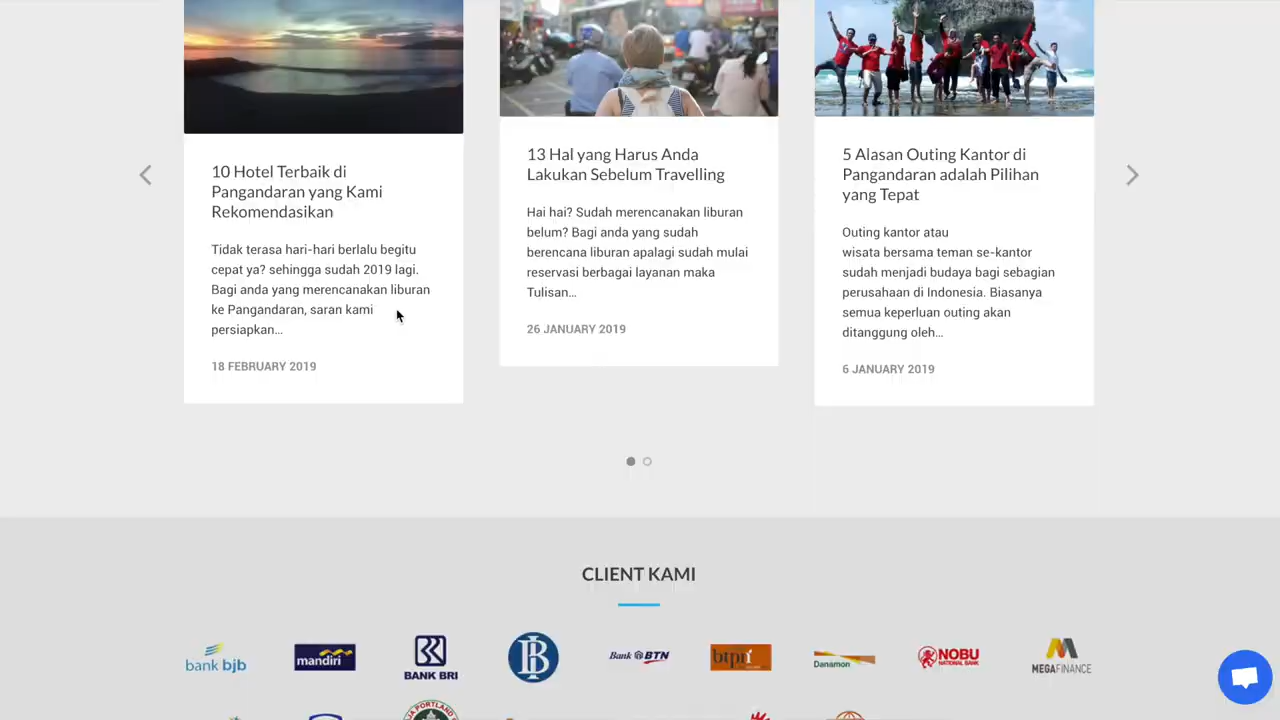 10 Hotel Terbaik di
Pangandaran yang Kami
Rekomendasikan
Tidak terasa hari-hari berlalu begitu
cepat ya? sehingga sudah 2019 lagi.
Bagi anda yang merencanakan liburan
ke Pangandaran, saran kami
persiapkan...
18 FEBRUARY 2019
13 Hal yang Harus Anda
Lakukan Sebelum Travelling
Hai hai? Sudah merencanakan liburan
belum? Bagi anda yang sudah
berencana liburan apalagi sudah mulai
reservasi berbagai layanan maka
Tulisan...
26 JANUARY 2019
5 Alasan Outing Kantor di
Pangandaran adalah Pilihan
yang Tepat
Outing kantor atau
wisata bersama teman se-kantor
sudah menjadi budaya bagi sebagian
perusahaan di Indonesia. Biasanya
semua keperluan outing akan
ditanggung oleh...
6 JANUARY 2019
CLIENT KAMI
bank bjb
mandiri
BANK BRI
Bank BTN
btpn
Danamon
NOBU
NATIONAL BANK
MEGAFINANCE